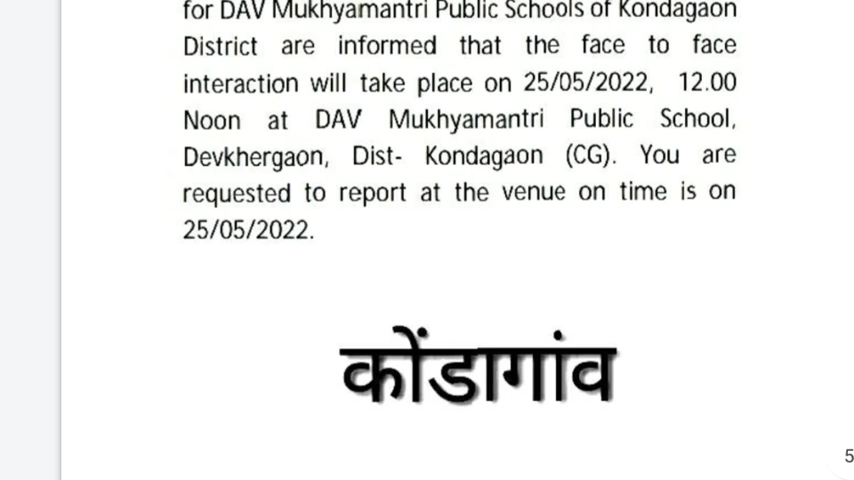 for DAV Mukhyamantri Public Schools of Kondagaon
District are informed that the face to face
interaction will take place on 25/05/2022, 12.00
Noon at DAV Mukhyamantri Public School,
Devkhergaon, Dist- Kondagaon (CG). You are
requested to report at the venue on time is on
25/05/2022.
कोंडागांव
5